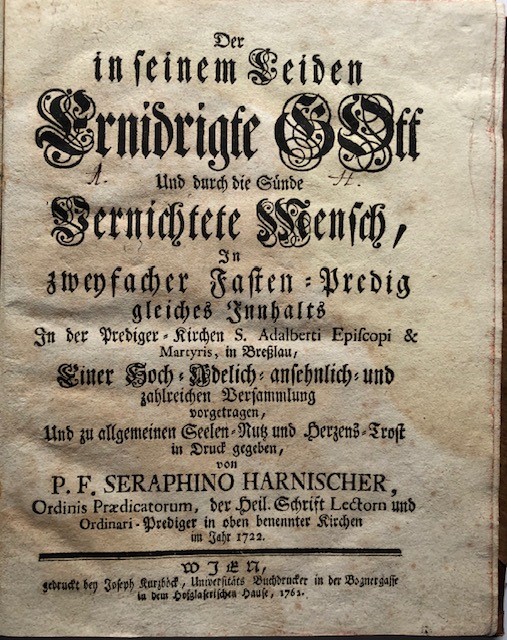 Der
in seinem Leiden
Ernidrigte GOtt
A. H.
Und durch die Sünde
Vernichtete Mensch,
In
zweyfacher Fasten-Predig
gleiches Innhalts
In der Prediger-Kirchen S. Adalberti Episcopi &
Martyris, in Breßlau,
Einer Hoch-Adelich-ansehnlich-und
zahlreichen Versammlung
vorgetragen,
Und zu allgemeinen Seelen-Nutz und Herzens-Trost
in Druck gegeben,
von
P. F. SERAPHINO HARNISCHER,
Ordinis Prædicatorum, der Heil. Schrift Lectorn und
Ordinari-Prediger in oben benennter Kirchen
im Jahr 1722.
WIEN,
gedruckt bey Joseph Kurzböck, Universitäts Buchdrucker in der Bognergasse
in dem Hofglaserischen Hause, 1762.